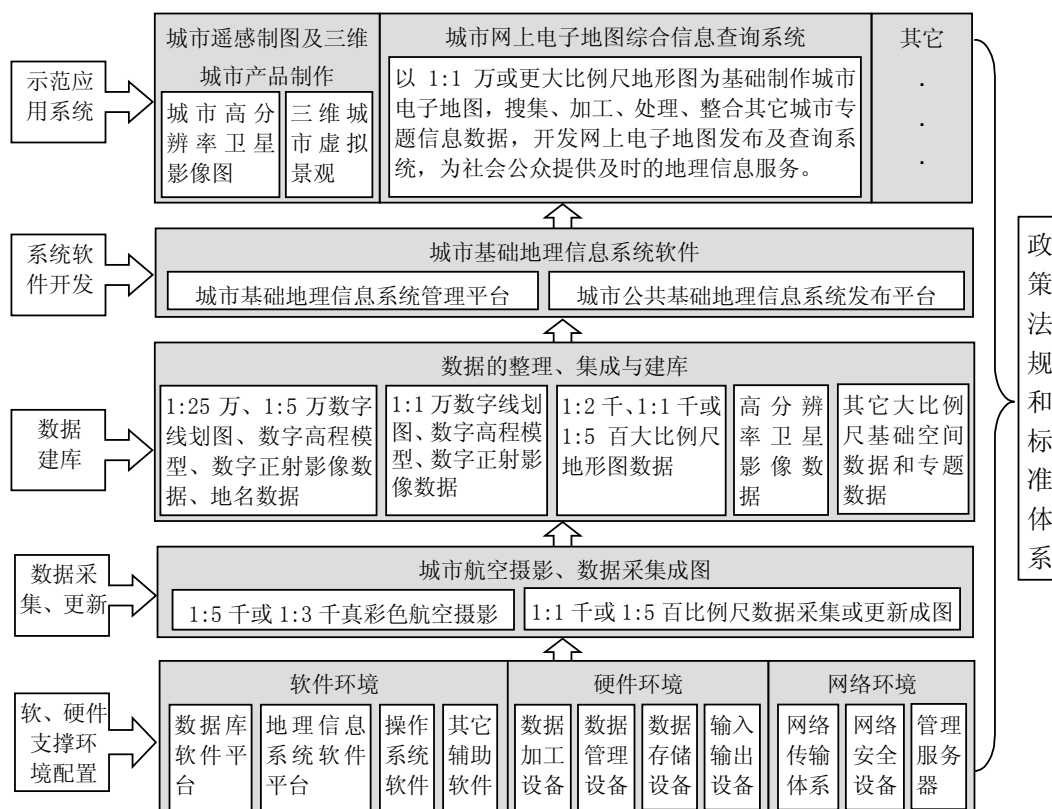 示范应
用系统
城市遥感制图及三维
城市产品制作
城市高分
辨率卫星
影像图
三维城
市虚拟
景观
城市网上电子地图综合信息查询系统
以 1:1 万或更大比例尺地形图为基础制作城市
电子地图，搜集、加工、处理、整合其它城市专
题信息数据，开发网上电子地图发布及查询系
统，为社会公众提供及时的地理信息服务。
其它
.
.
.
系统软
件开发
城市基础地理信息系统软件
城市基础地理信息系统管理平台
城市公共基础地理信息系统发布平台
数据
建库
数据的整理、集成与建库
1:25 万、1:5 万数字
线划图、数字高程模
型、数字正射影像数
据、地名数据
1:1 万数字线划
图、数字高程模
型、数字正射影
像数据
1:2 千、1:1 千或
1:5 百大比例尺
地形图数据
高分辨
率卫星
影像数
据
其它大比例
尺基础空间
数据和专题
数据
数据采
集、更新
城市航空摄影、数据采集成图
1:5 千或 1:3 千真彩色航空摄影
1:1 千或 1:5 百比例尺数据采集或更新成图
软、硬件
支撑环
境配置
软件环境
数据库
软件平
台
地理信息
系统软件
平台
操作
系统
软件
其它
辅助
软件
硬件环境
数据
加工
设备
数据
管理
设备
数据
存储
设备
输入
输出
设备
网络环境
网络
传输
体系
网络
安全
设备
管理
服务
器
政
策
法
规
和
标
准
体
系